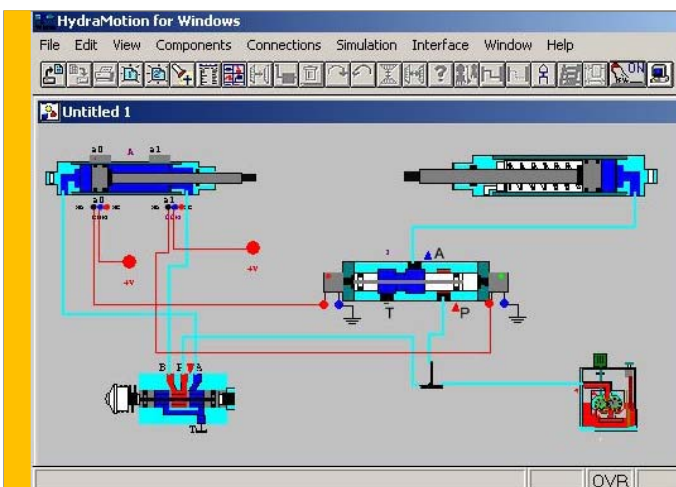 HydraMotion for Windows
File Edit View Components Connections Simulation Interface Window Help
ON
Untitled 1
a0 A a1
a0 a1
+V
+V
A
T
P
B P A
T
OVR